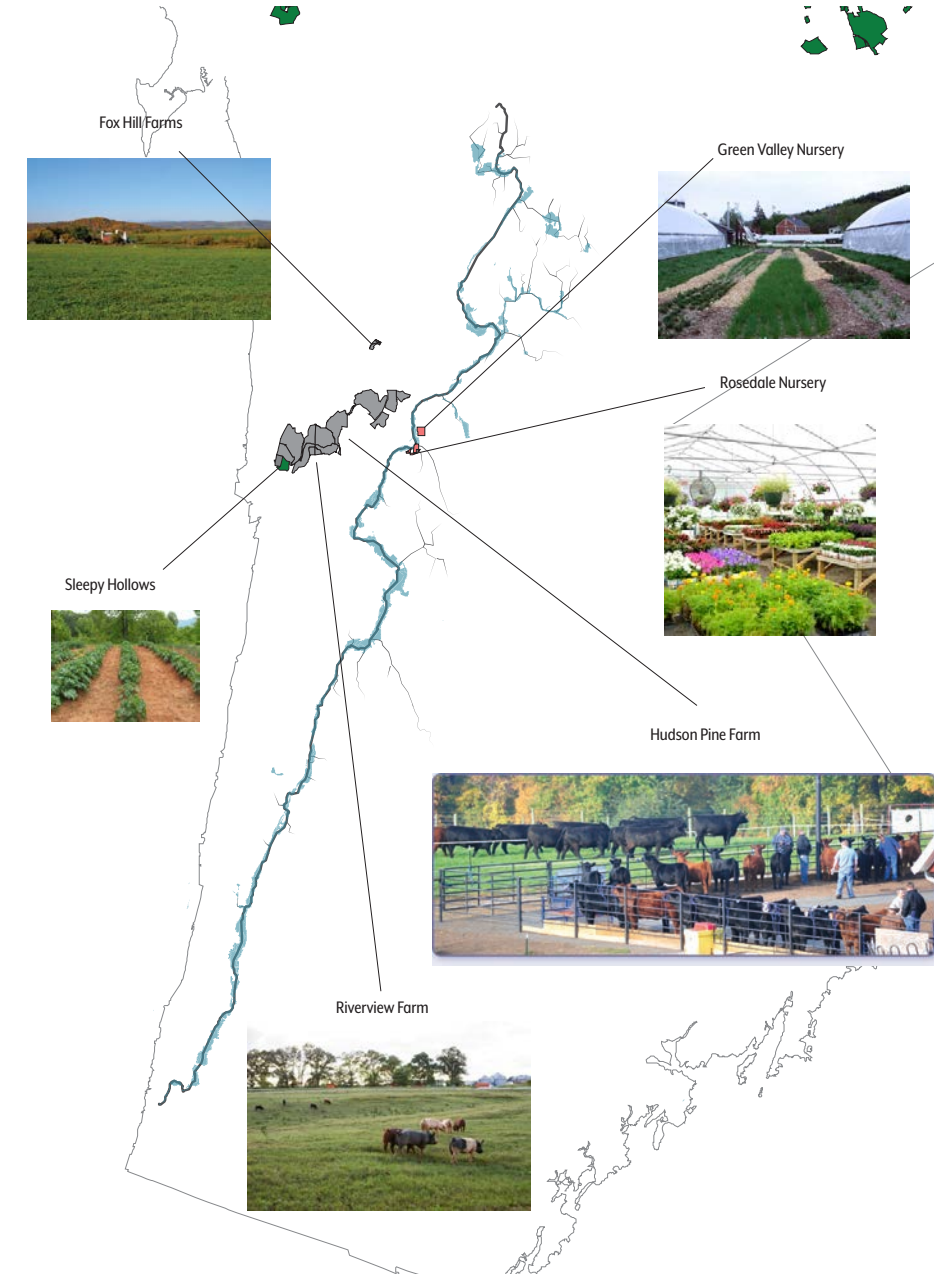 Fox Hill Farms
Green Valley Nursery
Rosedale Nursery
Sleepy Hollows
Hudson Pine Farm
Riverview Farm